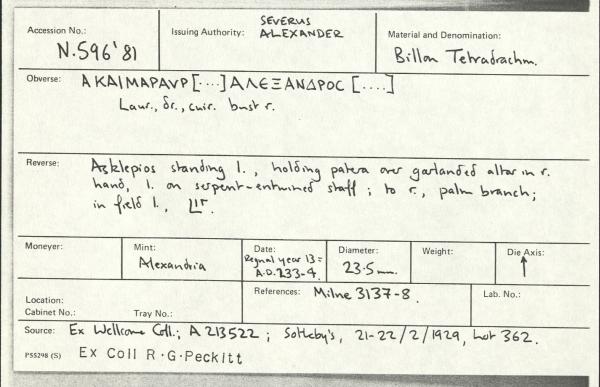 Accession No.:
N.596'81
Issuing Authority: SEVERUS
ALEXANDER
Material and Denomination:
Billon Tetradrachm.
Obverse: ΑΚΑΙΜΑΡΑVΡ[....]ΑΛΕΞΑΝΔΡΟC [....]
Laur., dr., cuir. bust r.
Reverse: Asklepios standing l., holding patera over garlanded altar in r.
hand, l. on serpent-entwined staff; to r., palm branch;
in field l., LΙΓ.
Moneyer:
Mint:
Alexandria
Date:
Regnal year 13 =
A.D. 233-4.
Diameter:
23.5 mm.
Weight:
Die Axis:
↑
Location:
Cabinet No.:
Tray No.:
References: Milne 3137-8.
Lab. No.:
Source: Ex Wellcome Coll.; A 213522; Sotheby's, 21-22/2/1929, Lot 362.
P55298 (S)
Ex Coll R.G.Peckitt